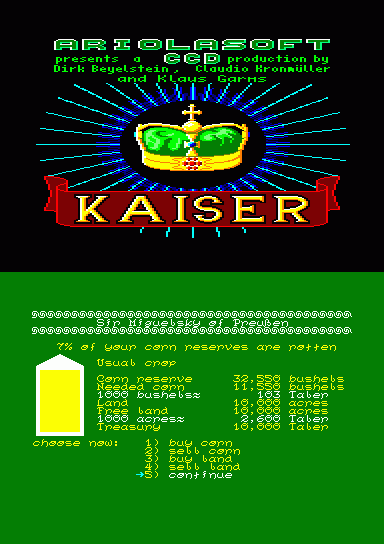 ARIOLASOFT
presents a CCD production by
Dirk Beyelstein, Claudio Kronmüller
and Klaus Garms
KAISER
Sir Miguelsky of Preußen
7% of your corn reserves are rotten
Usual crop
Corn reserve 32,550 bushels
Needed corn 11,550 bushels
1000 bushels≈ 103 Taler
Land 10,000 acres
Free land 10,000 acres
1000 acres≈ 2,600 Taler
Treasury 10,000 Taler
choose now: 1) buy corn
2) sell corn
3) buy land
4) sell land
➔5) continue